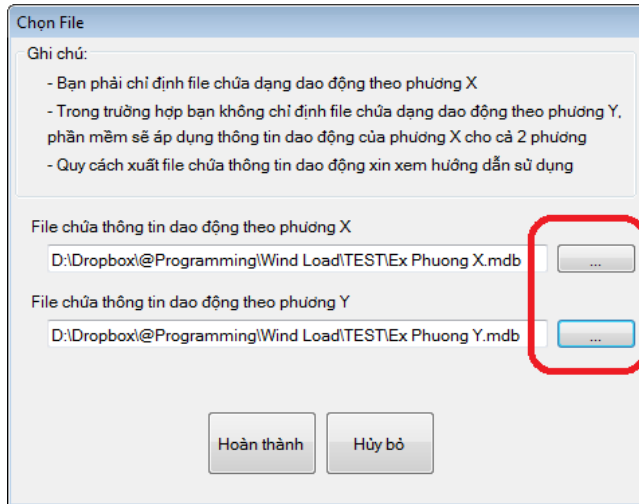 Chọn File
Ghi chú:
- Bạn phải chỉ định file chứa dạng dao động theo phương X
- Trong trường hợp bạn không chỉ định file chứa dạng dao động theo phương Y,
phần mềm sẽ áp dụng thông tin dao động của phương X cho cả 2 phương
- Quy cách xuất file chứa thông tin dao động xin xem hướng dẫn sử dụng
File chứa thông tin dao động theo phương X
D:\Dropbox\@Programming\Wind Load\TEST\Ex Phuong X.mdb ...
File chứa thông tin dao động theo phương Y
D:\Dropbox\@Programming\Wind Load\TEST\Ex Phuong Y.mdb ...
Hoàn thành Hủy bỏ